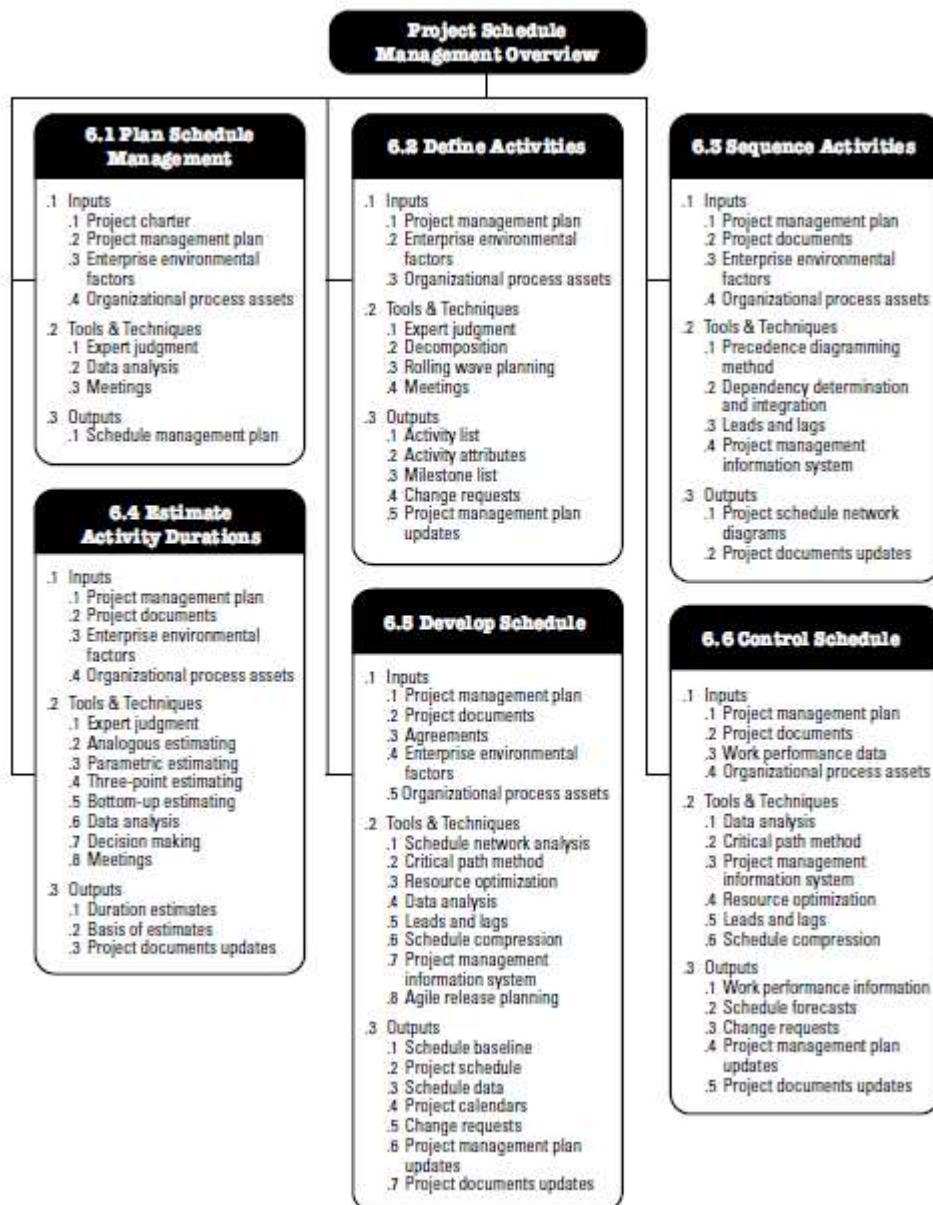 Project Schedule
Management Overview
6.1 Plan Schedule
Management
.1 Inputs
.1 Project charter
.2 Project management plan
.3 Enterprise environmental
factors
.4 Organizational process assets
.2 Tools & Techniques
.1 Expert judgment
.2 Data analysis
.3 Meetings
.3 Outputs
.1 Schedule management plan
6.2 Define Activities
.1 Inputs
.1 Project management plan
.2 Enterprise environmental
factors
.3 Organizational process assets
.2 Tools & Techniques
.1 Expert judgment
.2 Decomposition
.3 Rolling wave planning
.4 Meetings
.3 Outputs
.1 Activity list
.2 Activity attributes
.3 Milestone list
.4 Change requests
.5 Project management plan
updates
6.3 Sequence Activities
.1 Inputs
.1 Project management plan
.2 Project documents
.3 Enterprise environmental
factors
.4 Organizational process assets
.2 Tools & Techniques
.1 Precedence diagramming
method
.2 Dependency determination
and integration
.3 Leads and lags
.4 Project management
information system
.3 Outputs
.1 Project schedule network
diagrams
.2 Project documents updates
6.4 Estimate
Activity Durations
.1 Inputs
.1 Project management plan
.2 Project documents
.3 Enterprise environmental
factors
.4 Organizational process assets
.2 Tools & Techniques
.1 Expert judgment
.2 Analogous estimating
.3 Parametric estimating
.4 Three-point estimating
.5 Bottom-up estimating
.6 Data analysis
.7 Decision making
.8 Meetings
.3 Outputs
.1 Duration estimates
.2 Basis of estimates
.3 Project documents updates
6.5 Develop Schedule
.1 Inputs
.1 Project management plan
.2 Project documents
.3 Agreements
.4 Enterprise environmental
factors
.5 Organizational process assets
.2 Tools & Techniques
.1 Schedule network analysis
.2 Critical path method
.3 Resource optimization
.4 Data analysis
.5 Leads and lags
.6 Schedule compression
.7 Project management
information system
.8 Agile release planning
.3 Outputs
.1 Schedule baseline
.2 Project schedule
.3 Schedule data
.4 Project calendars
.5 Change requests
.6 Project management plan
updates
.7 Project documents updates
6.6 Control Schedule
.1 Inputs
.1 Project management plan
.2 Project documents
.3 Work performance data
.4 Organizational process assets
.2 Tools & Techniques
.1 Data analysis
.2 Critical path method
.3 Project management
information system
.4 Resource optimization
.5 Leads and lags
.6 Schedule compression
.3 Outputs
.1 Work performance information
.2 Schedule forecasts
.3 Change requests
.4 Project management plan
updates
.5 Project documents updates